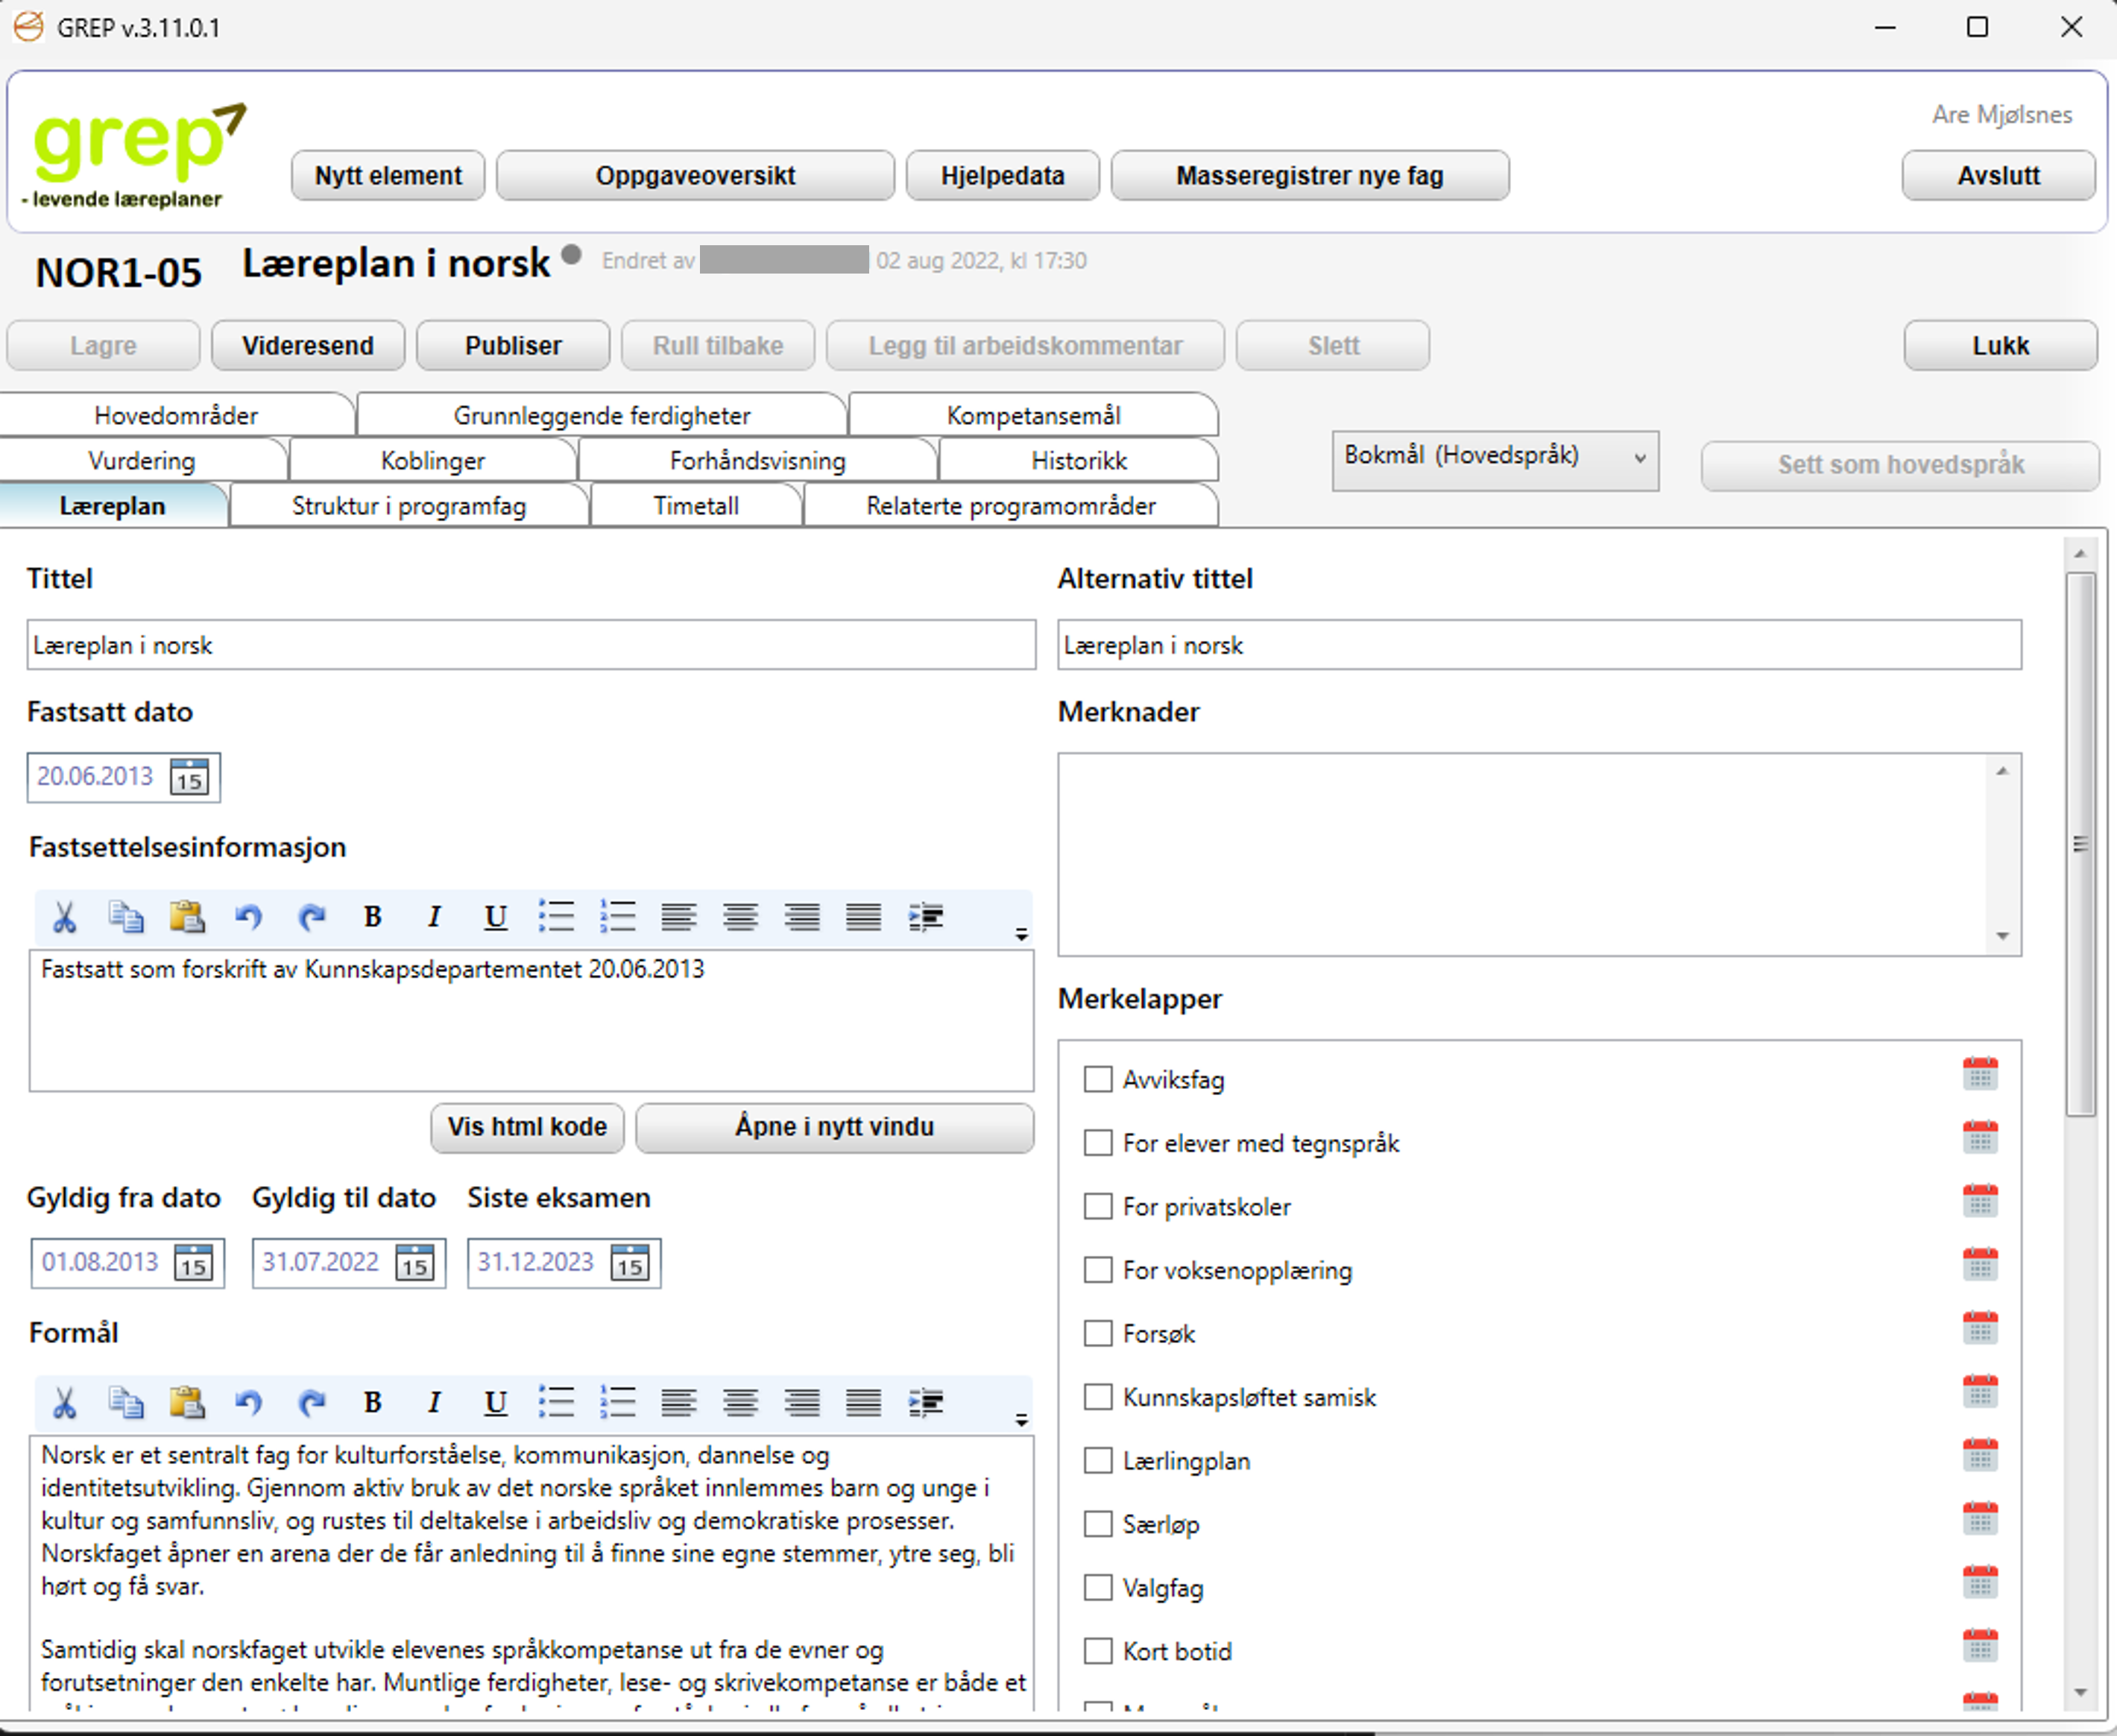 GREP v.3.11.0.1
grep
- levende læreplaner
Nytt element
Oppgaveoversikt
Hjelpedata
Masseregistrer nye fag
Are Mjølsnes
Avslutt
NOR1-05
Læreplan i norsk
Endret av
02 aug 2022, kl 17:30
Lagre
Videresend
Publiser
Rull tilbake
Legg til arbeidskommentar
Slett
Lukk
Hovedområder
Grunnleggende ferdigheter
Kompetansemål
Vurdering
Koblinger
Forhåndsvisning
Historikk
Læreplan
Struktur i programfag
Timetall
Relaterte programområder
Bokmål (Hovedspråk)
Sett som hovedspråk
Tittel
Læreplan i norsk
Fastsatt dato
20.06.2013
15
Fastsettelsesinformasjon
B I U
Fastsatt som forskrift av Kunnskapsdepartementet 20.06.2013
Vis html kode
Åpne i nytt vindu
Gyldig fra dato
Gyldig til dato
Siste eksamen
01.08.2013
15
31.07.2022
15
31.12.2023
15
Formål
B I U
Norsk er et sentralt fag for kulturforståelse, kommunikasjon, dannelse og
identitetsutvikling. Gjennom aktiv bruk av det norske språket innlemmes barn og unge i
kultur og samfunnsliv, og rustes til deltakelse i arbeidsliv og demokratiske prosesser.
Norskfaget åpner en arena der de får anledning til å finne sine egne stemmer, ytre seg, bli
hørt og få svar.
Samtidig skal norskfaget utvikle elevenes språkkompetanse ut fra de evner og
forutsetninger den enkelte har. Muntlige ferdigheter, lese- og skrivekompetanse er både et
Alternativ tittel
Læreplan i norsk
Merknader
Merkelapper
Avviksfag
For elever med tegnspråk
For privatskoler
For voksenopplæring
Forsøk
Kunnskapsløftet samisk
Lærlingplan
Særløp
Valgfag
Kort botid